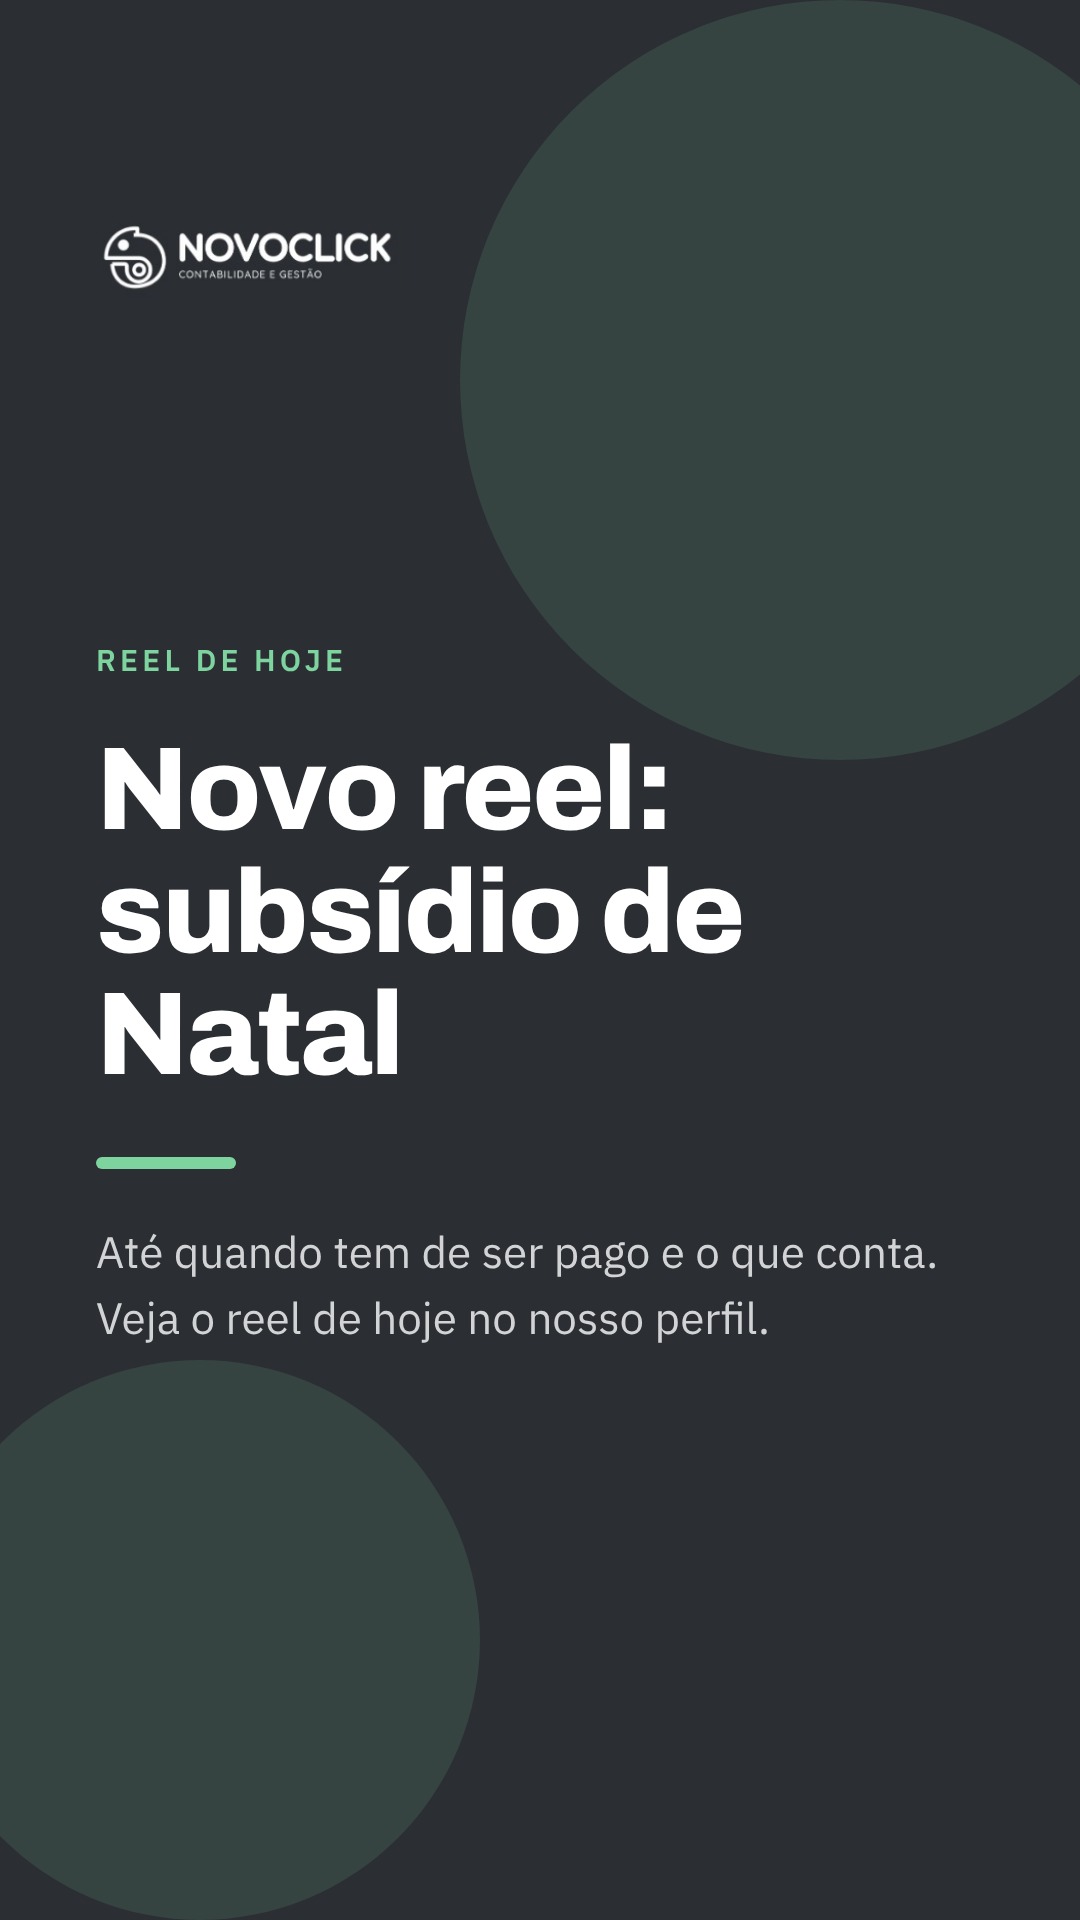 NOVOCLICK
CONTABILIDADE E GESTÃO
REEL DE HOJE
Novo reel:
subsídio de
Natal
Até quando tem de ser pago e o que conta.
Veja o reel de hoje no nosso perfil.